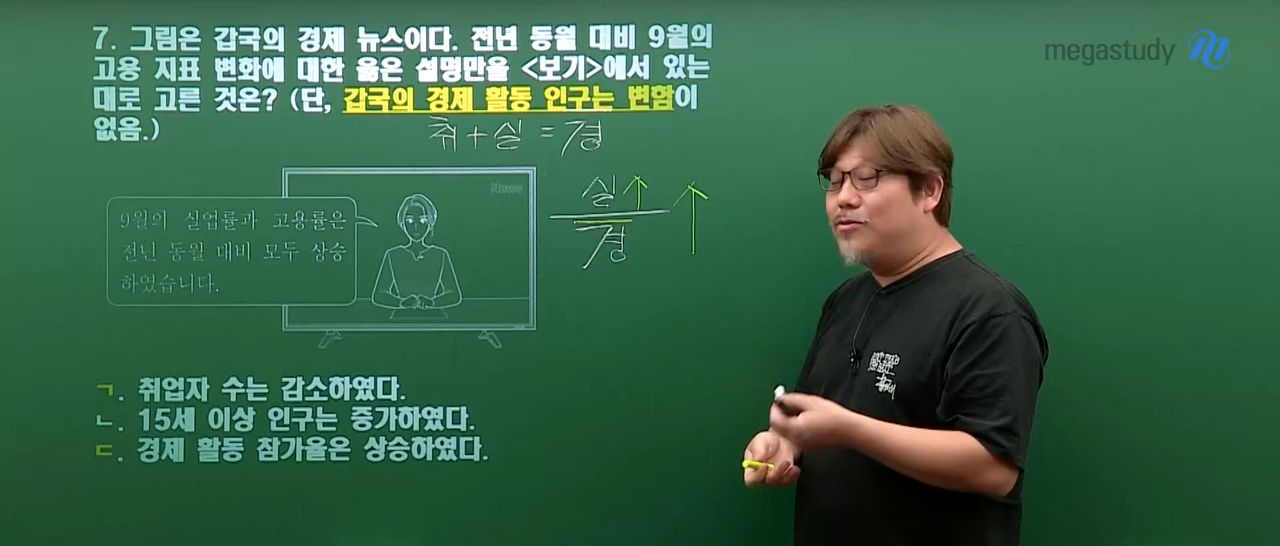 7. 그림은 갑국의 경제 뉴스이다. 전년 동월 대비 9월의
고용 지표 변화에 대한 옳은 설명만을 <보기>에서 있는
대로 고른 것은? (단, 갑국의 경제 활동 인구는 변함이
없음.)
취+실=경
실↑
경
↑
News
9월의 실업률과 고용률은
전년 동월 대비 모두 상승
하였습니다.
ㄱ. 취업자 수는 감소하였다.
ㄴ. 15세 이상 인구는 증가하였다.
ㄷ. 경제 활동 참가율은 상승하였다.
megastudy